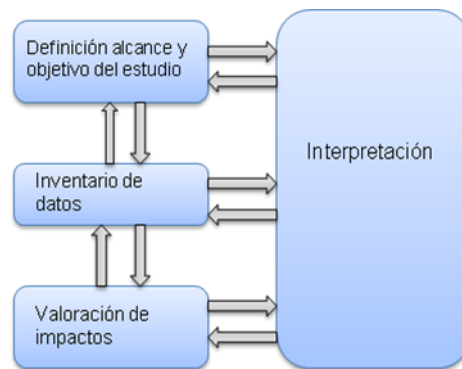 Definición alcance y
objetivo del estudio
Interpretación
Inventario de
datos
Valoración de
impactos